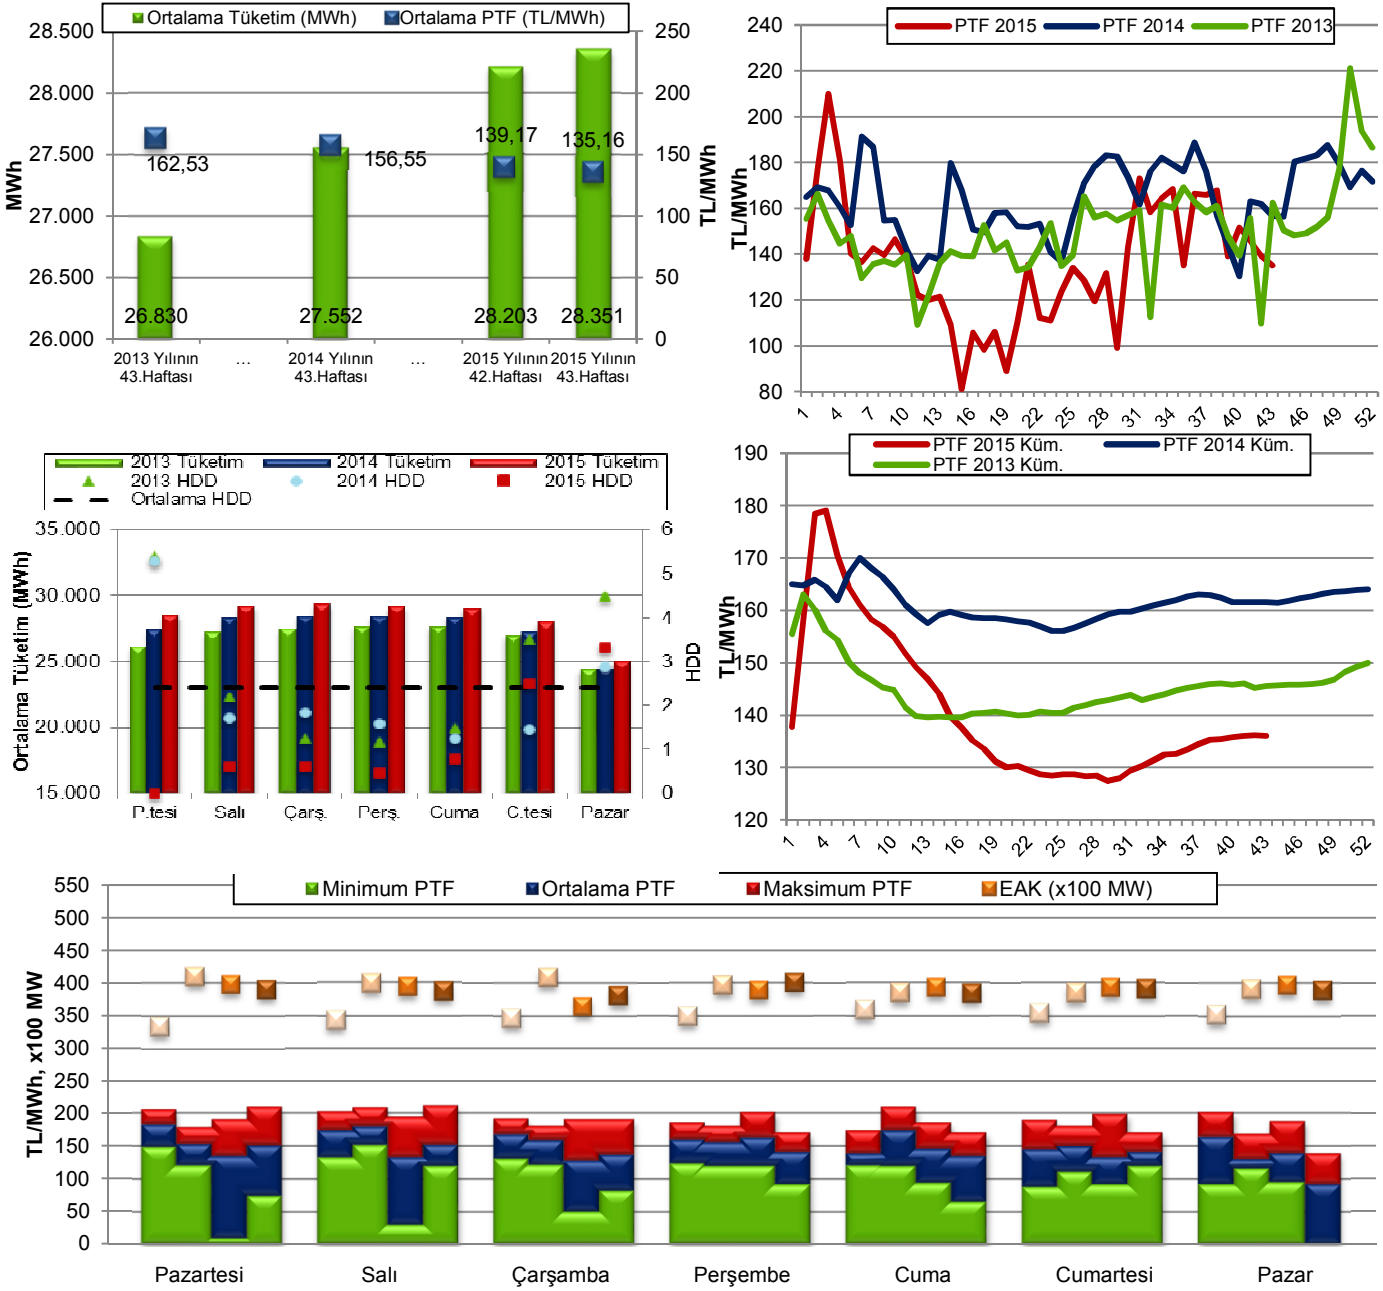 Ortalama Tüketim (MWh) Ortalama PTF (TL/MWh)
28.500
28.000
27.500
27.000
26.500
26.000
MWh
250
200
150
100
50
0
TL/MWh
162,53
156,55
139,17
135,16
26.830
27.552
28.203
28.351
2013 Yılının 43.Haftası
...
2014 Yılının 43.Haftası
...
2015 Yılının 42.Haftası
2015 Yılının 43.Haftası
PTF 2015 PTF 2014 PTF 2013
240
220
200
180
160
140
120
100
80
TL/MWh
1 4 7 10 13 16 19 22 25 28 31 34 37 40 43 46 49 52
2013 Tüketim 2014 Tüketim 2015 Tüketim
2013 HDD 2014 HDD 2015 HDD
Ortalama HDD
35.000
30.000
25.000
20.000
15.000
Ortalama Tüketim (MWh)
6
5
4
3
2
1
0
HDD
P.tesi Salı Çarş. Perş. Cuma C.tesi Pazar
PTF 2015 Küm. PTF 2014 Küm.
PTF 2013 Küm.
190
180
170
160
150
140
130
120
TL/MWh
1 4 7 10 13 16 19 22 25 28 31 34 37 40 43 46 49 52
Minimum PTF Ortalama PTF Maksimum PTF EAK (x100 MW)
550
500
450
400
350
300
250
200
150
100
50
0
TL/MWh, x100 MW
Pazartesi Salı Çarşamba Perşembe Cuma Cumartesi Pazar